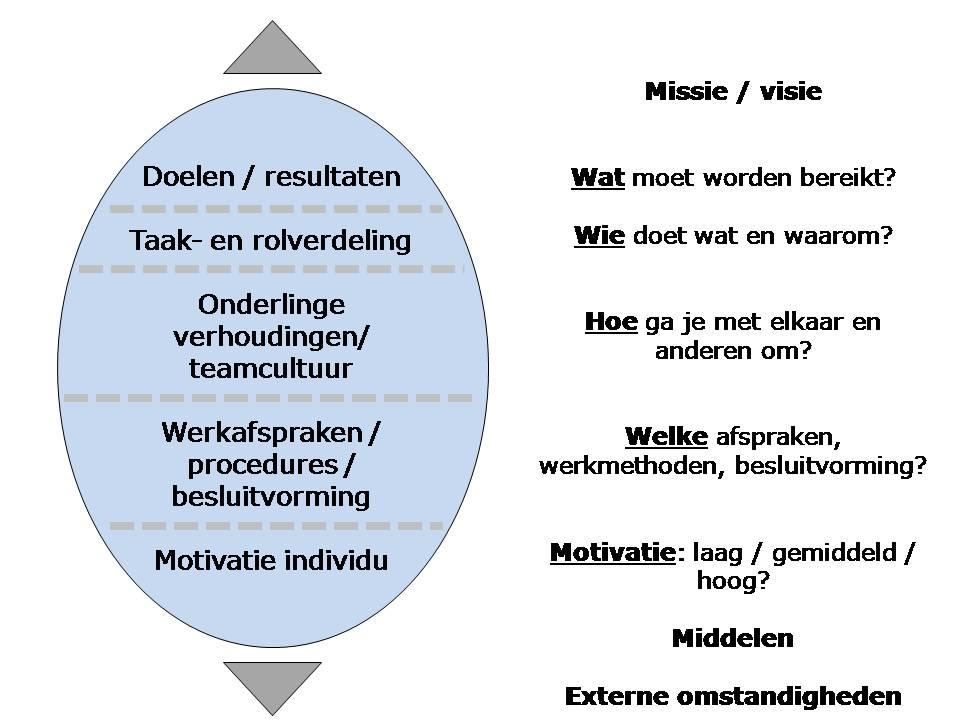 Missie / visie
Doelen / resultaten
Wat moet worden bereikt?
Taak- en rolverdeling
Wie doet wat en waarom?
Onderlinge
verhoudingen/
teamcultuur
Hoe ga je met elkaar en
anderen om?
Werkafspraken /
procedures /
besluitvorming
Welke afspraken,
werkmethoden, besluitvorming?
Motivatie individu
Motivatie: laag / gemiddeld /
hoog?
Middelen
Externe omstandigheden